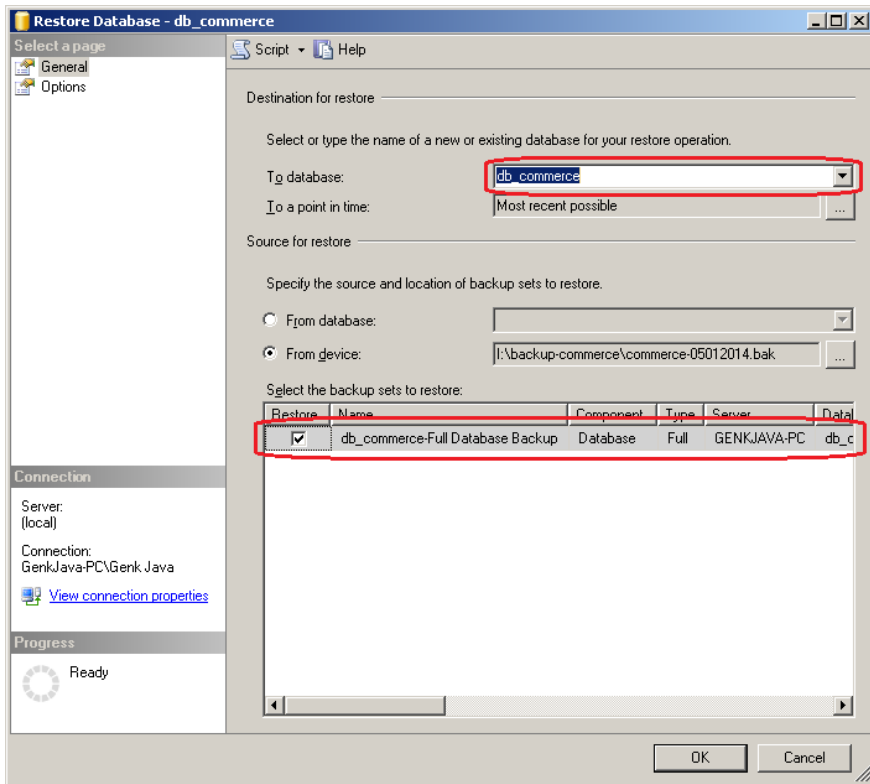 Restore Database - db_commerce
Select a page
General
Options
Script
Help
Destination for restore
Select or type the name of a new or existing database for your restore operation.
To database:
db_commerce
To a point in time:
Most recent possible
...
Source for restore
Specify the source and location of backup sets to restore.
From database:
From device:
I:\backup-commerce\commerce-05012014.bak
...
Select the backup sets to restore:
Restore Name Component Type Server Datal
db_commerce-Full Database Backup Database Full GENKJAVA-PC db_c
Connection
Server:
(local)
Connection:
GenkJava-PC\Genk Java
View connection properties
Progress
Ready
OK
Cancel